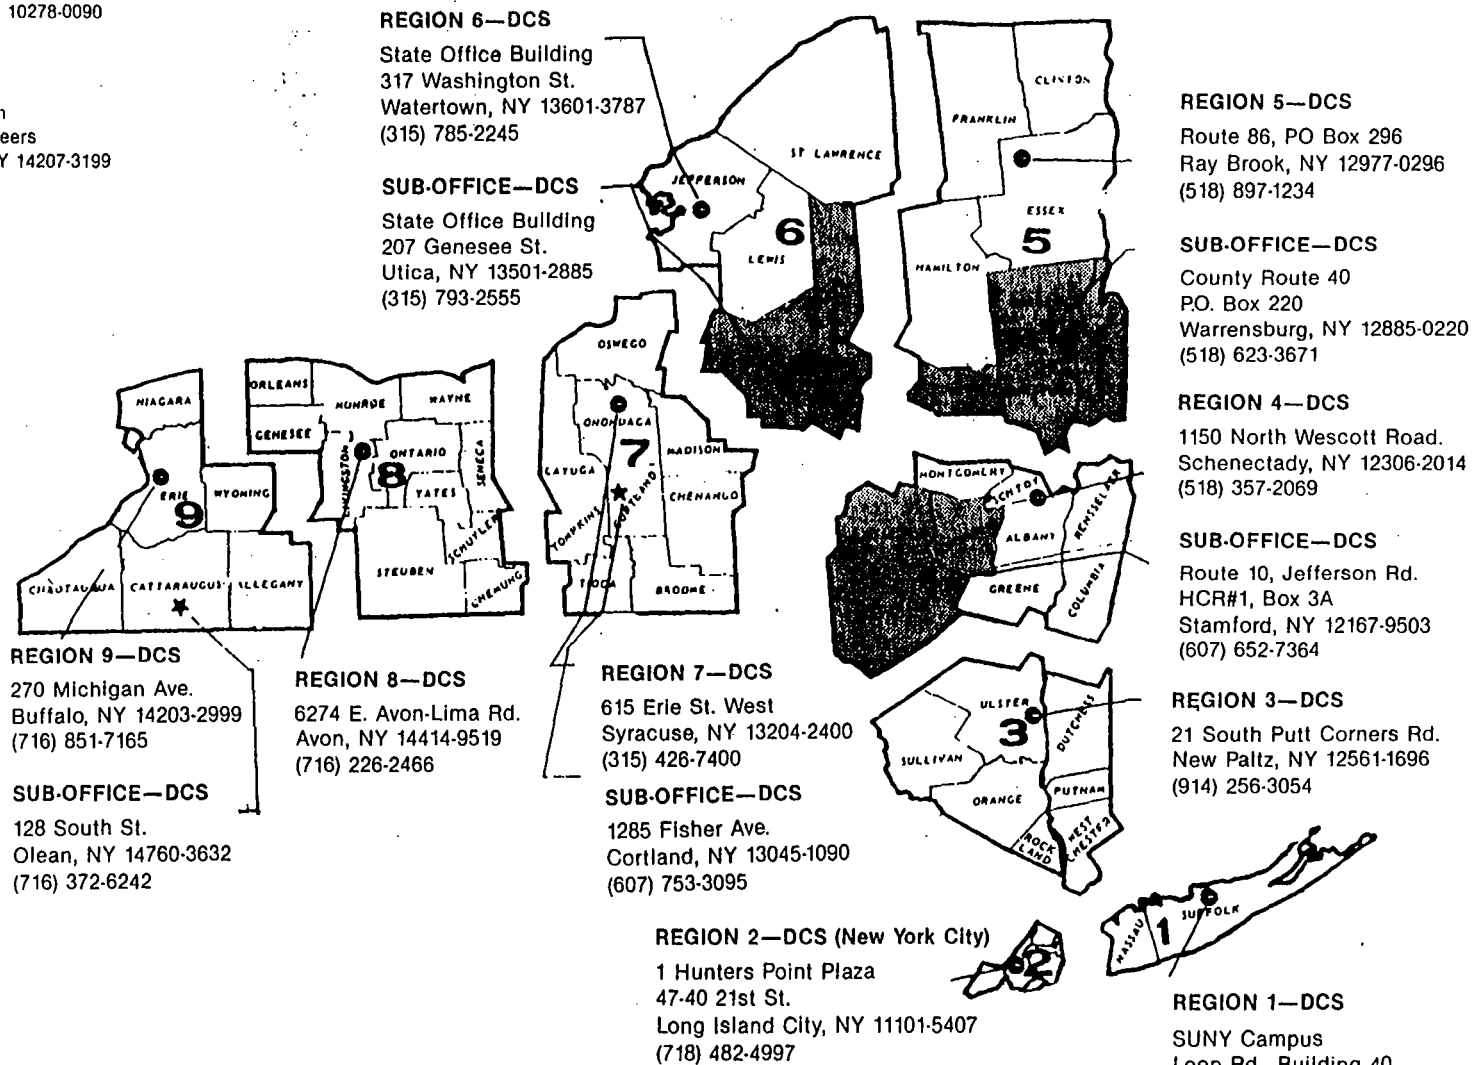 10278-0090
eers
Y 14207-3199
REGION 6—DCS
State Office Building
317 Washington St.
Watertown, NY 13601-3787
(315) 785-2245
SUB-OFFICE—DCS
State Office Building
207 Genesee St.
Utica, NY 13501-2885
(315) 793-2555
ST LAWRENCE
JEFFERSON
6
LEWIS
CLINTON
FRANKLIN
ESSEX
5
HAMILTON
REGION 5—DCS
Route 86, PO Box 296
Ray Brook, NY 12977-0296
(518) 897-1234
SUB-OFFICE—DCS
County Route 40
P.O. Box 220
Warrensburg, NY 12885-0220
(518) 623-3671
REGION 4—DCS
1150 North Wescott Road.
Schenectady, NY 12306-2014
(518) 357-2069
SUB-OFFICE—DCS
Route 10, Jefferson Rd.
HCR#1, Box 3A
Stamford, NY 12167-9503
(607) 652-7364
NIAGARA
ERIE
WYOMING
9
CHAUTAUQUA
CATTARAUGUS
ALLEGANY
ORLEANS
MONROE
WAYNE
GENESEE
LIVINGSTON
ONTARIO
8
YATES
SENECA
SCHUYLER
STEUBEN
CHEMUNG
OSWEGO
ONONDAGA
7
MADISON
CAYUGA
CORTLAND
CHENANGO
TOMPKINS
TIOGA
BROOME
MONTGOMERY
SCHTDY
RENSSELAER
ALBANY
GREENE
COLUMBIA
REGION 9—DCS
270 Michigan Ave.
Buffalo, NY 14203-2999
(716) 851-7165
SUB-OFFICE—DCS
128 South St.
Olean, NY 14760-3632
(716) 372-6242
REGION 8—DCS
6274 E. Avon-Lima Rd.
Avon, NY 14414-9519
(716) 226-2466
REGION 7—DCS
615 Erie St. West
Syracuse, NY 13204-2400
(315) 426-7400
SUB-OFFICE—DCS
1285 Fisher Ave.
Cortland, NY 13045-1090
(607) 753-3095
ULSTER
3
DUTCHESS
SULLIVAN
ORANGE
PUTNAM
ROCK
LAND
WEST
CHESTER
REGION 3—DCS
21 South Putt Corners Rd.
New Paltz, NY 12561-1696
(914) 256-3054
REGION 2—DCS (New York City)
1 Hunters Point Plaza
47-40 21st St.
Long Island City, NY 11101-5407
(718) 482-4997
2
NASSAU
1
SUFFOLK
REGION 1—DCS
SUNY Campus
Loop Rd., Building 40